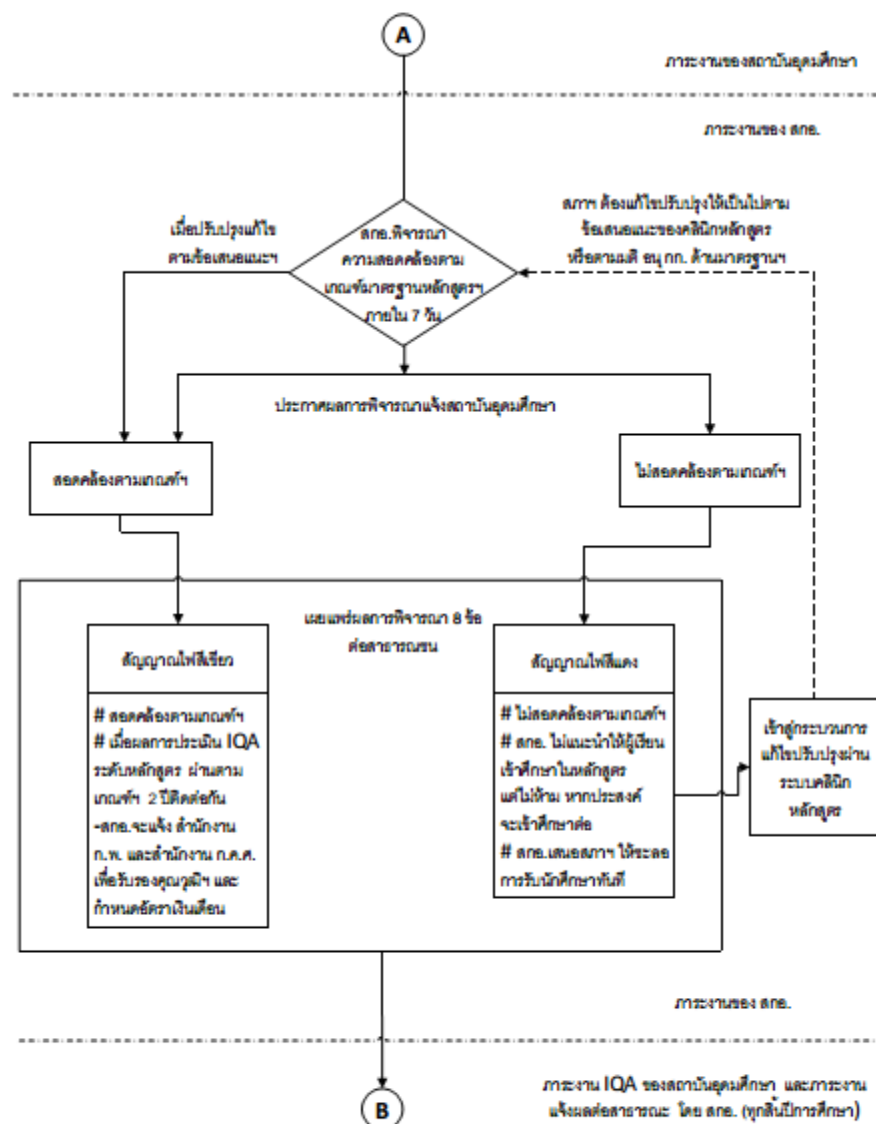 A
ภาระงานของสถาบันอุดมศึกษา
ภาระงานของ สกอ.
เมื่อปรับปรุงแก้ไข
ตามข้อเสนอแนะฯ
สกอ.พิจารณา
ความสอดคล้องตาม
เกณฑ์มาตรฐานหลักสูตรฯ
ภายใน 7 วัน
สภาฯ ต้องแก้ไขปรับปรุงให้เป็นไปตาม
ข้อเสนอแนะของคลินิกหลักสูตร
หรือตามมติ อนุ กก. ด้านมาตรฐานฯ
ประกาศผลการพิจารณาแจ้งสถาบันอุดมศึกษา
สอดคล้องตามเกณฑ์ฯ
ไม่สอดคล้องตามเกณฑ์ฯ
เผยแพร่ผลการพิจารณา 8 ข้อ
ต่อสาธารณชน
สัญญาณไฟสีเขียว
# สอดคล้องตามเกณฑ์ฯ
# เมื่อผลการประเมิน IQA
ระดับหลักสูตร ผ่านตาม
เกณฑ์ฯ 2 ปีติดต่อกัน
-สกอ.จะแจ้ง สำนักงาน
ก.พ. และสำนักงาน ก.ค.ศ.
เพื่อรับรองคุณวุฒิฯ และ
กำหนดอัตราเงินเดือน
สัญญาณไฟสีแดง
# ไม่สอดคล้องตามเกณฑ์ฯ
# สกอ. ไม่แนะนำให้ผู้เรียน
เข้าศึกษาในหลักสูตร
แต่ไม่ห้าม หากประสงค์
จะเข้าศึกษาต่อ
# สกอ.เสนอสภาฯ ให้ชะลอ
การรับนักศึกษาทันที
เข้าสู่กระบวนการ
แก้ไขปรับปรุงผ่าน
ระบบคลินิก
หลักสูตร
ภาระงานของ สกอ.
ภาระงาน IQA ของสถาบันอุดมศึกษา และภาระงาน
แจ้งผลต่อสาธารณะ โดย สกอ. (ทุกสิ้นปีการศึกษา)
B